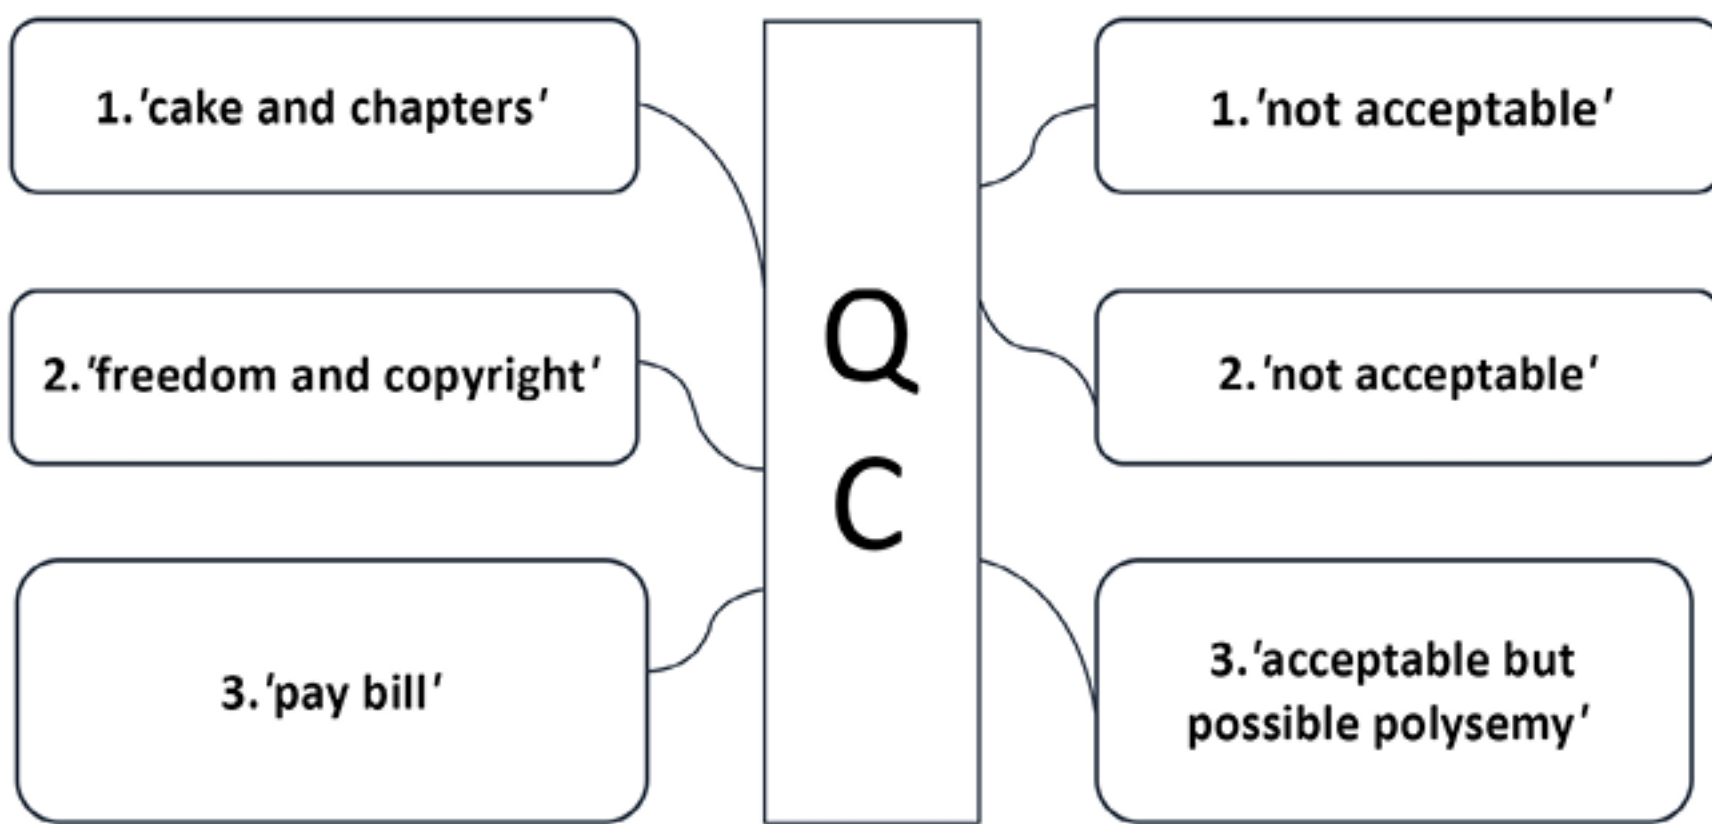 1.'cake and chapters'
2.'freedom and copyright'
3.'pay bill'
Q
C
1.'not acceptable'
2.'not acceptable'
3.'acceptable but
possible polysemy'